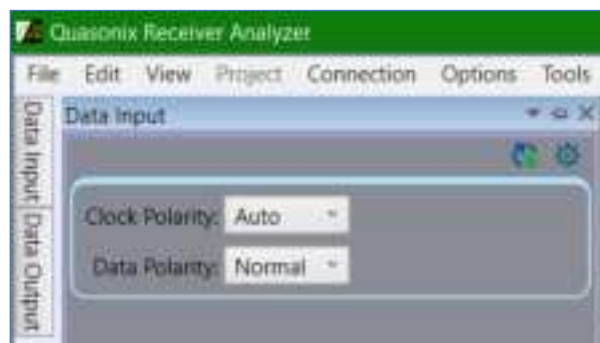 Quasonix Receiver Analyzer
File Edit View Project Connection Options Tools
Data Input
Data Input
Data Output
Clock Polarity: Auto
Data Polarity: Normal